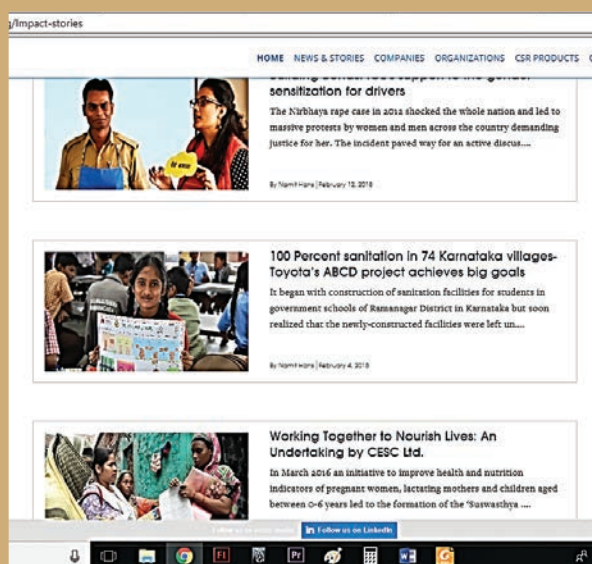 g/Impact-stories
HOME NEWS & STORIES COMPANIES ORGANIZATIONS CSR PRODUCTS
sensitization for drivers
The Nirbhaya rape case in 2012 shocked the whole nation and led to
massive protests by women and men across the country demanding
justice for her. The incident paved way for an active discus....
By Namit Hans | February 12, 2018
100 Percent sanitation in 74 Karnataka villages-
Toyota's ABCD project achieves big goals
It began with construction of sanitation facilities for students in
government schools of Ramanagar District in Karnataka but soon
realized that the newly-constructed facilities were left un....
By Namit Hans | February 4, 2018
Working Together to Nourish Lives: An
Undertaking by CESC Ltd.
In March 2016 an initiative to improve health and nutrition
indicators of pregnant women, lactating mothers and children aged
between 0-6 years led to the formation of the 'Suswasthya ....
in Follow us on LinkedIn
Fl
Pr
W